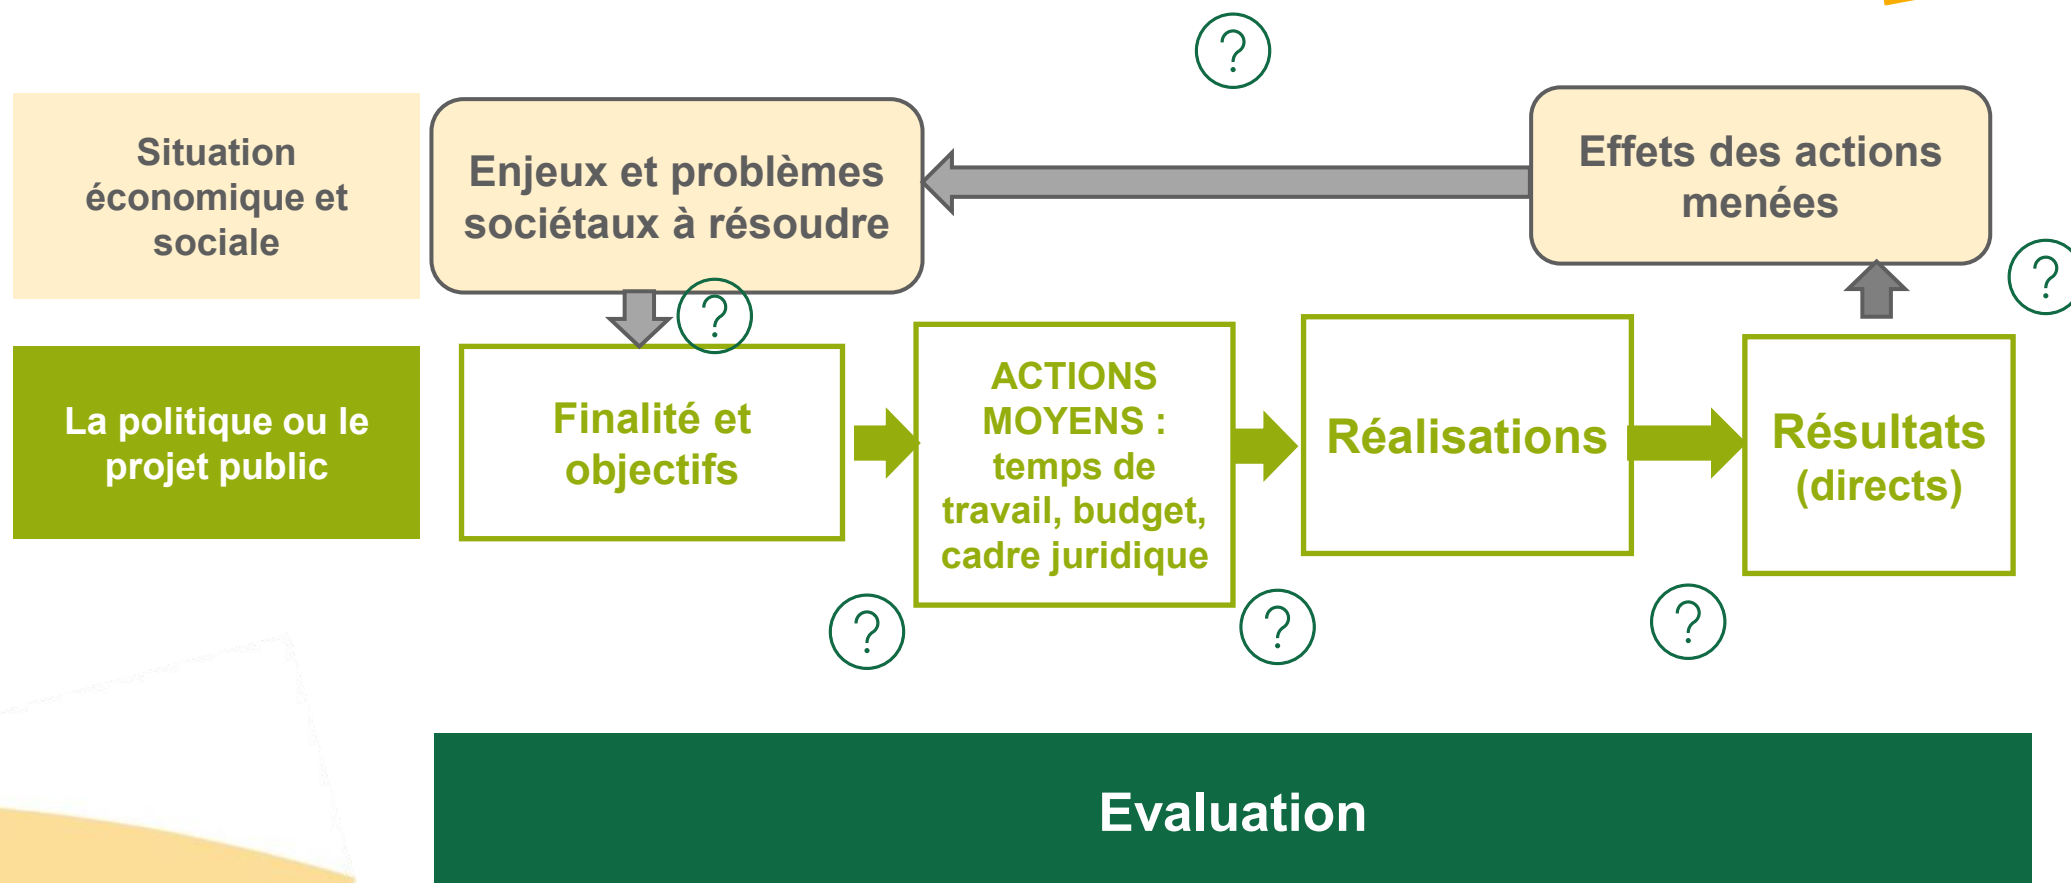 ?
Situation
économique et
sociale
Enjeux et problèmes
sociétaux à résoudre
Effets des actions
menées
?
?
La politique ou le
projet public
Finalité et
objectifs
ACTIONS
MOYENS :
temps de
travail, budget,
cadre juridique
Réalisations
Résultats
(directs)
?
?
?
Evaluation